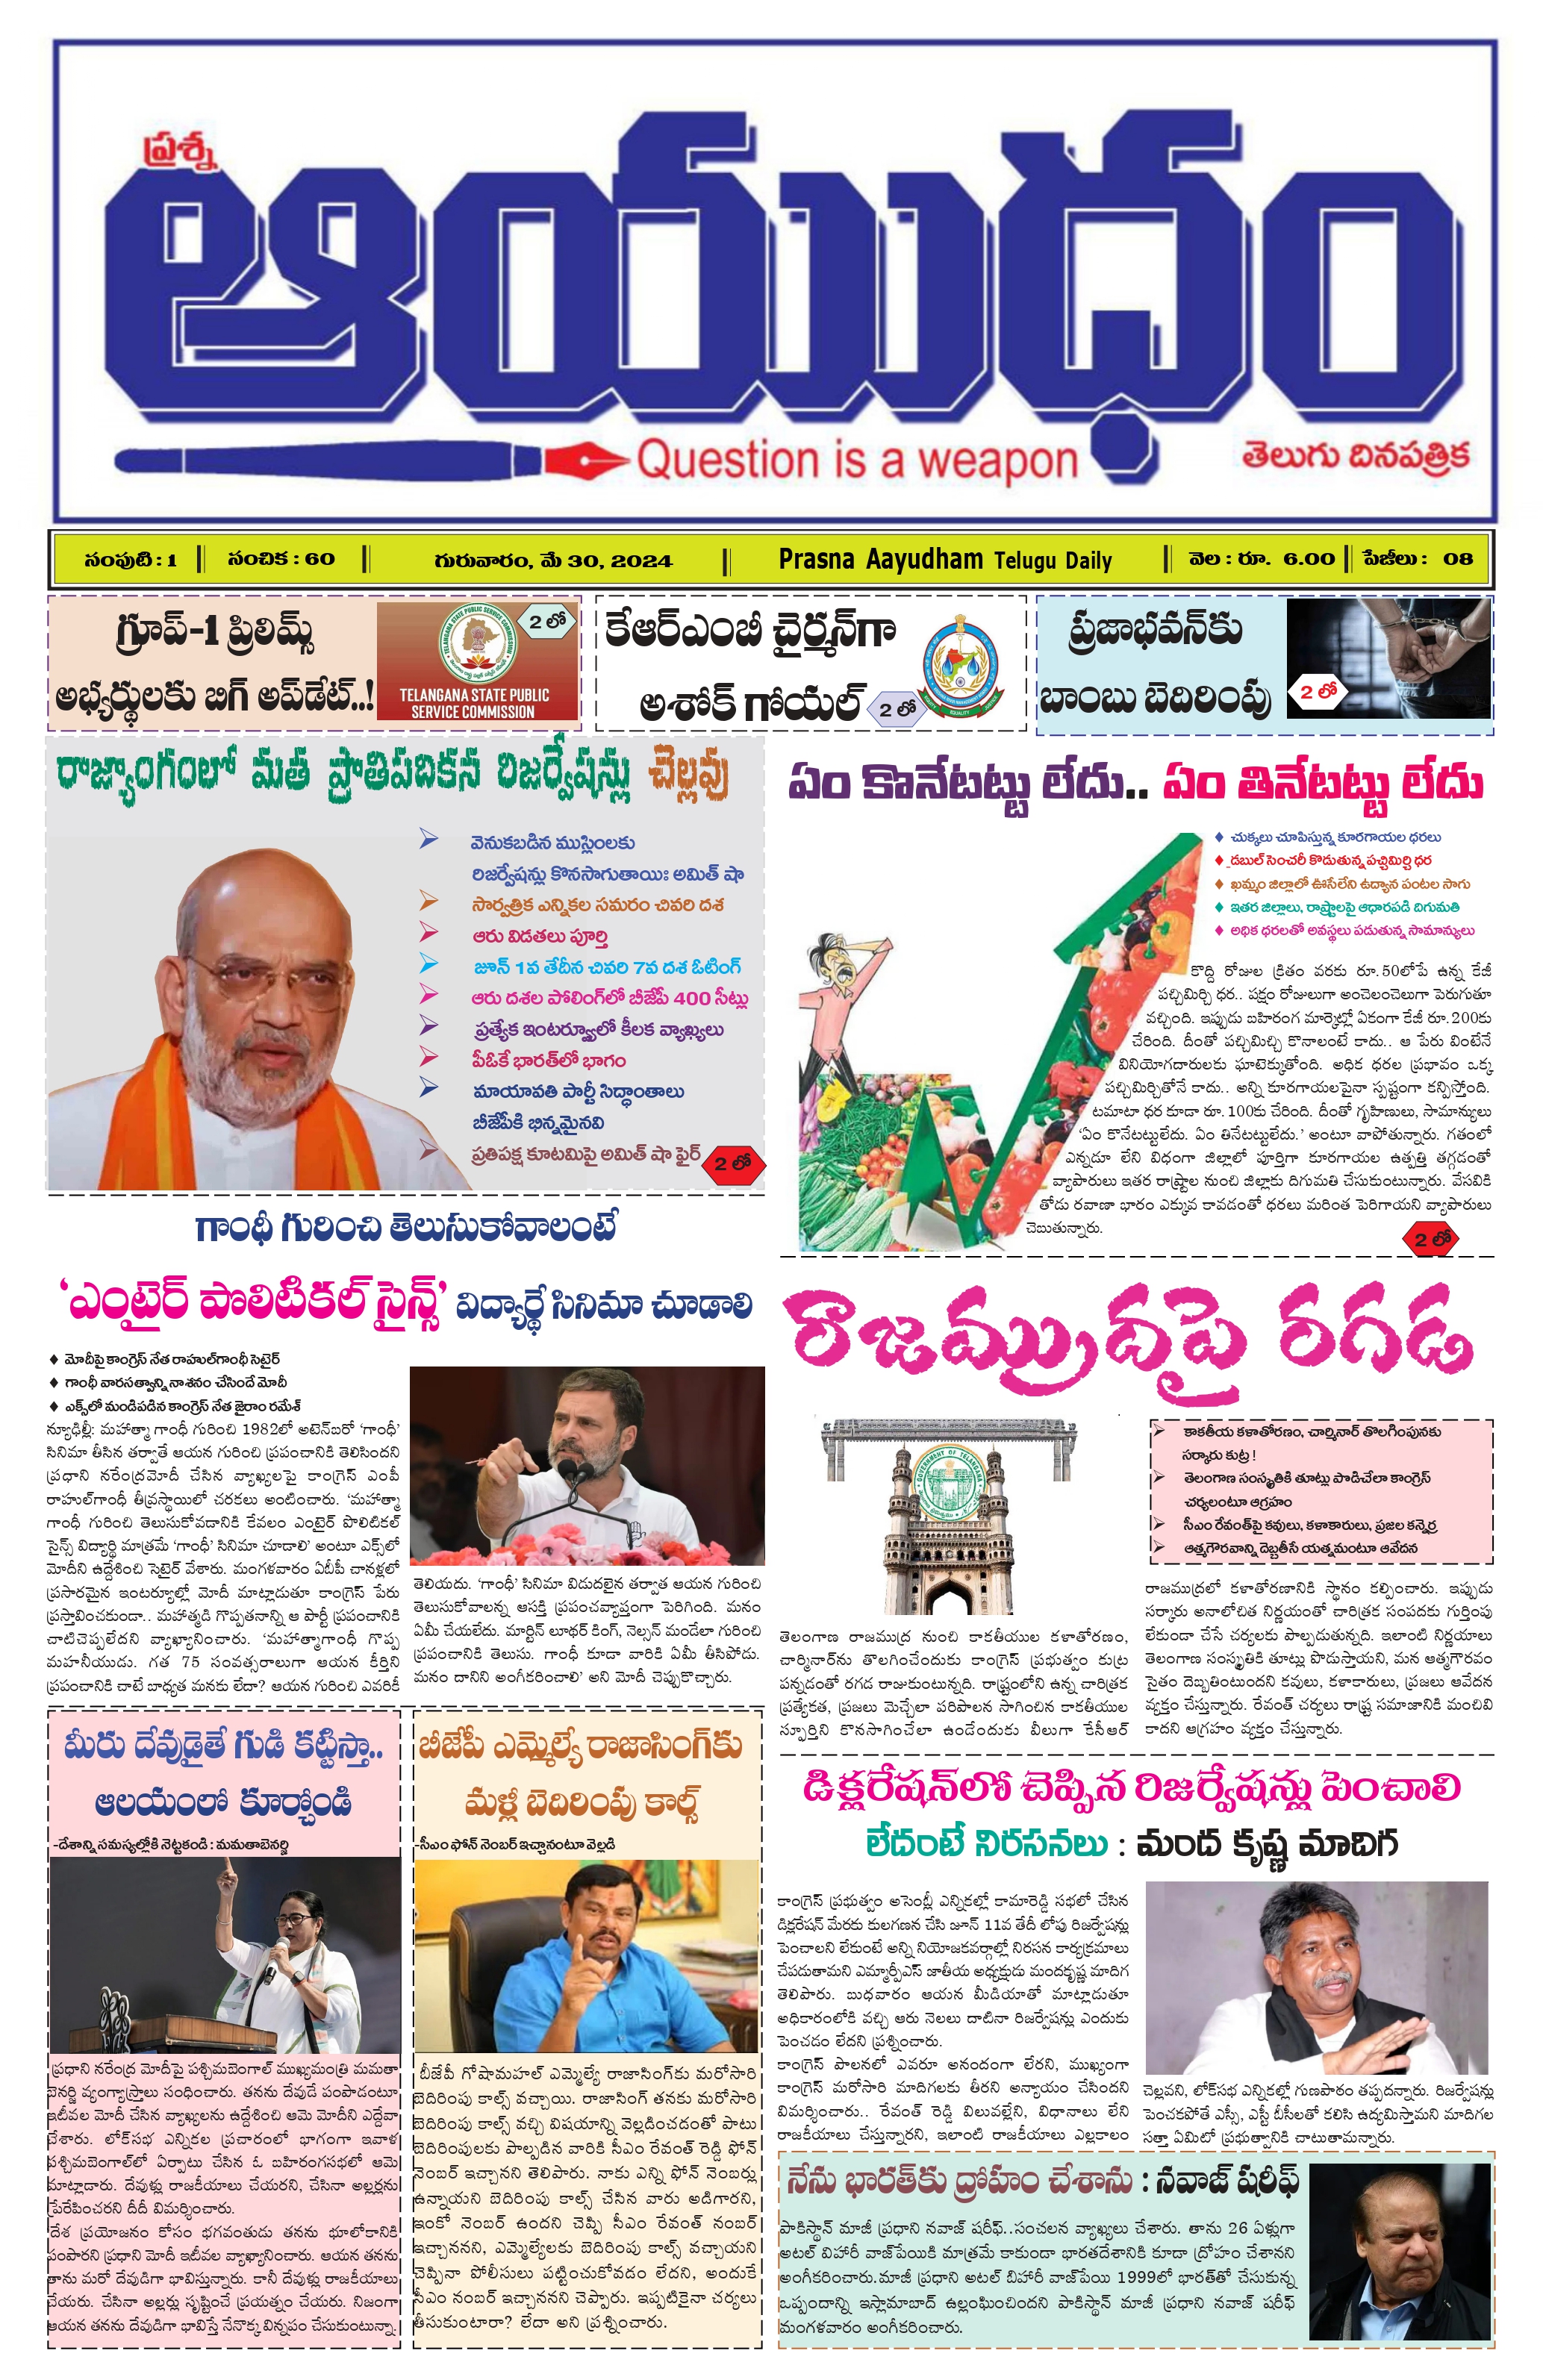 ప్రశ్న
ఆయుధం
Question is a weapon
తెలుగు దినపత్రిక
సంపుటి : 1
సంచిక : 60
గురువారం, మే 30, 2024
Prasna Aayudham Telugu Daily
వెల : రూ. 6.00
పేజీలు : 08
గ్రూప్-1 ప్రిలిమ్స్
అభ్యర్థులకు బిగ్ అప్‌డేట్..!
2 లో
TELANGANA STATE PUBLIC
SERVICE COMMISSION
కేఆర్ఎంబీ చైర్మన్‌గా
అశోక్ గోయల్
2 లో
ప్రజాభవన్‌కు
బాంబు బెదిరింపు
2 లో
రాజ్యాంగంలో మత ప్రాతిపదికన రిజర్వేషన్లు చెల్లవు
వెనుకబడిన ముస్లింలకు
రిజర్వేషన్లు కొనసాగుతాయిః అమిత్ షా
సార్వత్రిక ఎన్నికల సమరం చివరి దశ
ఆరు విడతలు పూర్తి
జూన్ 1వ తేదీన చివరి 7వ దశ ఓటింగ్
ఆరు దశల పోలింగ్‌లో బీజేపీ 400 సీట్లు
ప్రత్యేక ఇంటర్వ్యూలో కీలక వ్యాఖ్యలు
పీఓకే భారత్‌లో భాగం
మాయావతి పార్టీ సిద్ధాంతాలు
బీజేపీకి భిన్నమైనవి
ప్రతిపక్ష కూటమిపై అమిత్ షా ఫైర్
2 లో
ఏం కొనేటట్టు లేదు.. ఏం తినేటట్టు లేదు
చుక్కలు చూపిస్తున్న కూరగాయల ధరలు
డబుల్ సెంచరీ కొడుతున్న పచ్చిమిర్చి ధర
ఖమ్మం జిల్లాలో ఊసేలేని ఉద్యాన పంటల సాగు
ఇతర జిల్లాలు, రాష్ట్రాలపై ఆధారపడి దిగుమతి
అధిక ధరలతో అవస్థలు పడుతున్న సామాన్యులు
కొద్ది రోజుల క్రితం వరకు రూ.50లోపే ఉన్న కేజీ
పచ్చిమిర్చి ధర.. పక్షం రోజులుగా అంచెలంచెలుగా పెరుగుతూ
వచ్చింది. ఇప్పుడు బహిరంగ మార్కెట్లో ఏకంగా కేజీ రూ.200కు
చేరింది. దీంతో పచ్చిమిచ్చి కొనాలంటే కాదు.. ఆ పేరు వింటేనే
వినియోగదారులకు ఘాటెక్కుతోంది. అధిక ధరల ప్రభావం ఒక్క
పచ్చిమిర్చితోనే కాదు.. అన్ని కూరగాయలపైనా స్పష్టంగా కన్పిస్తోంది.
టమాటా ధర కూడా రూ. 100కు చేరింది. దీంతో గృహిణులు, సామాన్యులు
'ఏం కొనేటట్టులేదు. ఏం తినేటట్టులేదు.' అంటూ వాపోతున్నారు. గతంలో
ఎన్నడూ లేని విధంగా జిల్లాలో పూర్తిగా కూరగాయల ఉత్పత్తి తగ్గడంతో
వ్యాపారులు ఇతర రాష్ట్రాల నుంచి జిల్లాకు దిగుమతి చేసుకుంటున్నారు. వేసవికి
తోడు రవాణా భారం ఎక్కువ కావడంతో ధరలు మరింత పెరిగాయని వ్యాపారులు
చెబుతున్నారు.
2 లో
గాంధీ గురించి తెలుసుకోవాలంటే
'ఎంటైర్ పొలిటికల్ సైన్స్' విద్యార్థే సినిమా చూడాలి
మోదీపై కాంగ్రెస్ నేత రాహుల్‌గాంధీ సెటైర్
గాంధీ వారసత్వాన్ని నాశనం చేసిందే మోదీ
ఎక్స్‌లో మండిపడిన కాంగ్రెస్ నేత జైరాం రమేశ్
న్యూఢిల్లీ: మహాత్మా గాంధీ గురించి 1982లో అటెన్‌బరో 'గాంధీ'
సినిమా తీసిన తర్వాతే ఆయన గురించి ప్రపంచానికి తెలిసిందని
ప్రధాని నరేంద్రమోదీ చేసిన వ్యాఖ్యలపై కాంగ్రెస్ ఎంపీ
రాహుల్‌గాంధీ తీవ్రస్థాయిలో చరకలు అంటించారు. 'మహాత్మా
గాంధీ గురించి తెలుసుకోవడానికి కేవలం ఎంటైర్ పొలిటికల్
సైన్స్ విద్యార్థి మాత్రమే 'గాంధీ' సినిమా చూడాలి' అంటూ ఎక్స్‌లో
మోదీని ఉద్దేశించి సెటైర్ వేశారు. మంగళవారం ఏబీపీ చానళ్లలో
ప్రసారమైన ఇంటర్వ్యూల్లో మోదీ మాట్లాడుతూ కాంగ్రెస్ పేరు
ప్రస్తావించకుండా.. మహాత్మడి గొప్పతనాన్ని ఆ పార్టీ ప్రపంచానికి
చాటిచెప్పలేదని వ్యాఖ్యానించారు. 'మహాత్మాగాంధీ గొప్ప
మహనీయుడు. గత 75 సంవత్సరాలుగా ఆయన కీర్తిని
ప్రపంచానికి చాటే బాధ్యత మనకు లేదా? ఆయన గురించి ఎవరికీ
తెలియదు. 'గాంధీ' సినిమా విడుదలైన తర్వాత ఆయన గురించి
తెలుసుకోవాలన్న ఆసక్తి ప్రపంచవ్యాప్తంగా పెరిగింది. మనం
ఏమీ చేయలేదు. మార్టిన్ లూథర్ కింగ్, నెల్సన్ మండేలా గురించి
ప్రపంచానికి తెలుసు. గాంధీ కూడా వారికి ఏమీ తీసిపోడు.
మనం దానిని అంగీకరించాలి' అని మోదీ చెప్పుకొచ్చారు.
రాజముద్రపై రగడ
GOVERNMENT OF TELANGANA
కాకతీయ కళాతోరణం, చార్మినార్ తొలగింపునకు
సర్కారు కుట్ర !
తెలంగాణ సంస్కృతికి తూట్లు పొడిచేలా కాంగ్రెస్
చర్యలంటూ ఆగ్రహం
సీఎం రేవంత్‌పై కవులు, కళాకారులు, ప్రజల కన్నెర్ర
ఆత్మగౌరవాన్ని దెబ్బతీసే యత్నమంటూ ఆవేదన
తెలంగాణ రాజముద్ర నుంచి కాకతీయుల కళాతోరణం,
చార్మినార్‌ను తొలగించేందుకు కాంగ్రెస్ ప్రభుత్వం కుట్ర
పన్నడంతో రగడ రాజుకుంటున్నది. రాష్ట్రంలోని ఉన్న చారిత్రక
ప్రత్యేకత, ప్రజలు మెచ్చేలా పరిపాలన సాగించిన కాకతీయుల
స్ఫూర్తిని కొనసాగించేలా ఉండేందుకు వీలుగా కేసీఆర్
రాజముద్రలో కళాతోరణానికి స్థానం కల్పించారు. ఇప్పుడు
సర్కారు అనాలోచిత నిర్ణయంతో చారిత్రక సంపదకు గుర్తింపు
లేకుండా చేసే చర్యలకు పాల్పడుతున్నది. ఇలాంటి నిర్ణయాలు
తెలంగాణ సంస్కృతికి తూట్లు పొడుస్తాయని, మన ఆత్మగౌరవం
సైతం దెబ్బతింటుందని కవులు, కళాకారులు, ప్రజలు ఆవేదన
వ్యక్తం చేస్తున్నారు. రేవంత్ చర్యలు రాష్ట్ర సమాజానికి మంచివి
కాదని ఆగ్రహం వ్యక్తం చేస్తున్నారు.
మీరు దేవుడైతే గుడి కట్టిస్తా..
ఆలయంలో కూర్చోండి
-దేశాన్ని సమస్యల్లోకి నెట్టకండి : మమతాబెనర్జి
ప్రధాని నరేంద్ర మోదీపై పశ్చిమబెంగాల్ ముఖ్యమంత్రి మమతా
బెనర్జి వ్యంగ్యాస్త్రాలు సంధించారు. తనను దేవుడే పంపాడంటూ
ఇటీవల మోదీ చేసిన వ్యాఖ్యలను ఉద్దేశించి ఆమె మోదీని ఎద్దేవా
చేశారు. లోక్‌సభ ఎన్నికల ప్రచారంలో భాగంగా ఇవాళ
పశ్చిమబెంగాల్‌లో ఏర్పాటు చేసిన ఓ బహిరంగసభలో ఆమె
మాట్లాడారు. దేవుళ్లు రాజకీయాలు చేయరని, చేసినా అల్లర్లను
ప్రేరేపించరని దీదీ విమర్శించారు.
దేశ ప్రయోజనం కోసం భగవంతుడు తనను భూలోకానికి
పంపారని ప్రధాని మోదీ ఇటీవల వ్యాఖ్యానించారు. ఆయన తనను
తాను మరో దేవుడిగా భావిస్తున్నారు. కానీ దేవుళ్లు రాజకీయాలు
చేయరు. చేసినా అల్లర్లు సృష్టించే ప్రయత్నం చేయరు. నిజంగా
ఆయన తనను దేవుడిగా భావిస్తే నేనొక్క విన్నపం చేసుకుంటున్నా.
బీజేపీ ఎమ్మెల్యే రాజాసింగ్‌కు
మళ్లీ బెదిరింపు కాల్స్
-సీఎం ఫోన్ నెంబర్ ఇచ్చానంటూ వెల్లడి
బీజేపీ గోషామహల్ ఎమ్మెల్యే రాజాసింగ్‌కు మరోసారి
బెదిరింపు కాల్స్ వచ్చాయి. రాజాసింగ్ తనకు మరోసారి
బెదిరింపు కాల్స్ వచ్చి విషయాన్ని వెల్లడించడంతో పాటు
బెదిరింపులకు పాల్పడిన వారికి సీఎం రేవంత్ రెడ్డి ఫోన్
నెంబర్ ఇచ్చానని తెలిపారు. నాకు ఎన్ని ఫోన్ నెంబర్లు
ఉన్నాయని బెదిరింపు కాల్స్ చేసిన వారు అడిగారని,
ఇంకో నెంబర్ ఉందని చెప్పి సీఎం రేవంత్ నంబర్
ఇచ్చాననని, ఎమ్మెల్యేలకు బెదిరింపు కాల్స్ వచ్చాయని
చెప్పినా పోలీసులు పట్టించుకోవడం లేదని, అందుకే
సీఎం నంబర్ ఇచ్చాననని చెప్పారు. ఇప్పటికైనా చర్యలు
తీసుకుంటారా? లేదా అని ప్రశ్నించారు.
డిక్లరేషన్‌లో చెప్పిన రిజర్వేషన్లు పెంచాలి
లేదంటే నిరసనలు : మంద కృష్ణ మాదిగ
కాంగ్రెస్ ప్రభుత్వం అసెంబ్లీ ఎన్నికల్లో కామారెడ్డి సభలో చేసిన
డిక్లరేషన్ మేరకు కులగణన చేసి జూన్ 11వ తేదీ లోపు రిజర్వేషన్లు
పెంచాలని లేకుంటే అన్ని నియోజకవర్గాల్లో నిరసన కార్యక్రమాలు
చేపడుతామని ఎమ్మార్పీఎస్ జాతీయ అధ్యక్షుడు మందకృష్ణ మాదిగ
తెలిపారు. బుధవారం ఆయన మీడియాతో మాట్లాడుతూ
అధికారంలోకి వచ్చి ఆరు నెలలు దాటినా రిజర్వేషన్లు ఎందుకు
పెంచడం లేదని ప్రశ్నించారు.
కాంగ్రెస్ పాలనలో ఎవరూ అనందంగా లేరని, ముఖ్యంగా
కాంగ్రెస్ మరోసారి మాదిగలకు తీరని అన్యాయం చేసిందని
విమర్శించారు.. రేవంత్ రెడ్డి విలువల్లేని, విధానాలు లేని
రాజకీయాలు చేస్తున్నారని, ఇలాంటి రాజకీయాలు ఎల్లకాలం
చెల్లవని, లోక్‌సభ ఎన్నికల్లో గుణపాఠం తప్పదన్నారు. రిజర్వేషన్లు
పెంచకపోతే ఎస్సీ, ఎస్టీ బీసీలతో కలిసి ఉద్యమిస్తామని మాదిగల
సత్తా ఏమిటో ప్రభుత్వానికి చాటుతామన్నారు.
నేను భారత్‌కు ద్రోహం చేశాను : నవాజ్ షరీఫ్
పాకిస్థాన్ మాజీ ప్రధాని నవాజ్ షరీఫ్..సంచలన వ్యాఖ్యలు చేశారు. తాను 26 ఏళ్లుగా
అటల్ విహారీ వాజ్‌పేయికి మాత్రమే కాకుండా భారతదేశానికి కూడా ద్రోహం చేశానని
అంగీకరించారు.మాజీ ప్రధాని అటల్ బిహారీ వాజ్‌పేయి 1999లో భారత్‌తో చేసుకున్న
ఒప్పందాన్ని ఇస్లామాబాద్ ఉల్లంఘించిందని పాకిస్థాన్ మాజీ ప్రధాని నవాజ్ షరీఫ్
మంగళవారం అంగీకరించారు.